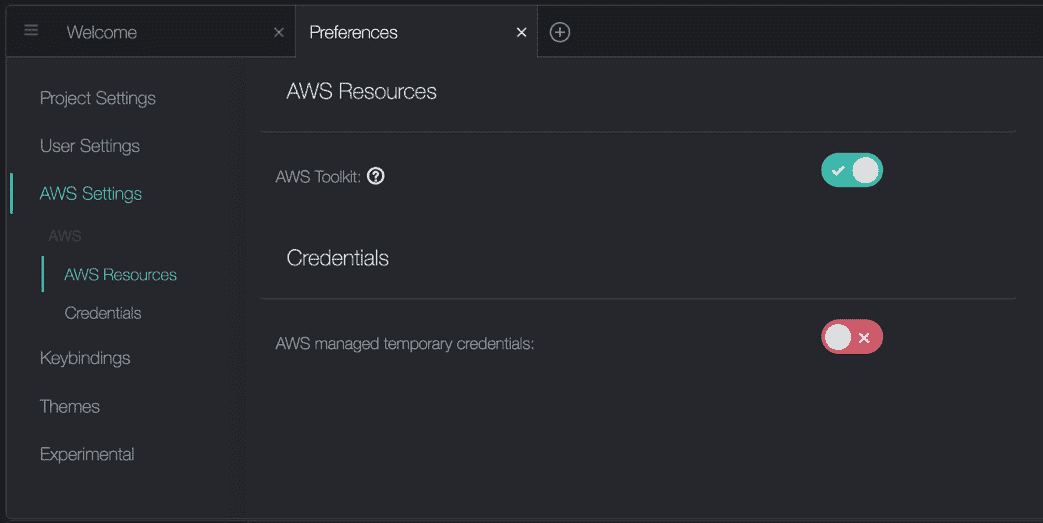 Welcome
Preferences
Project Settings
User Settings
AWS Settings
AWS
AWS Resources
Credentials
Keybindings
Themes
Experimental
AWS Resources
AWS Toolkit: ?
Credentials
AWS managed temporary credentials: